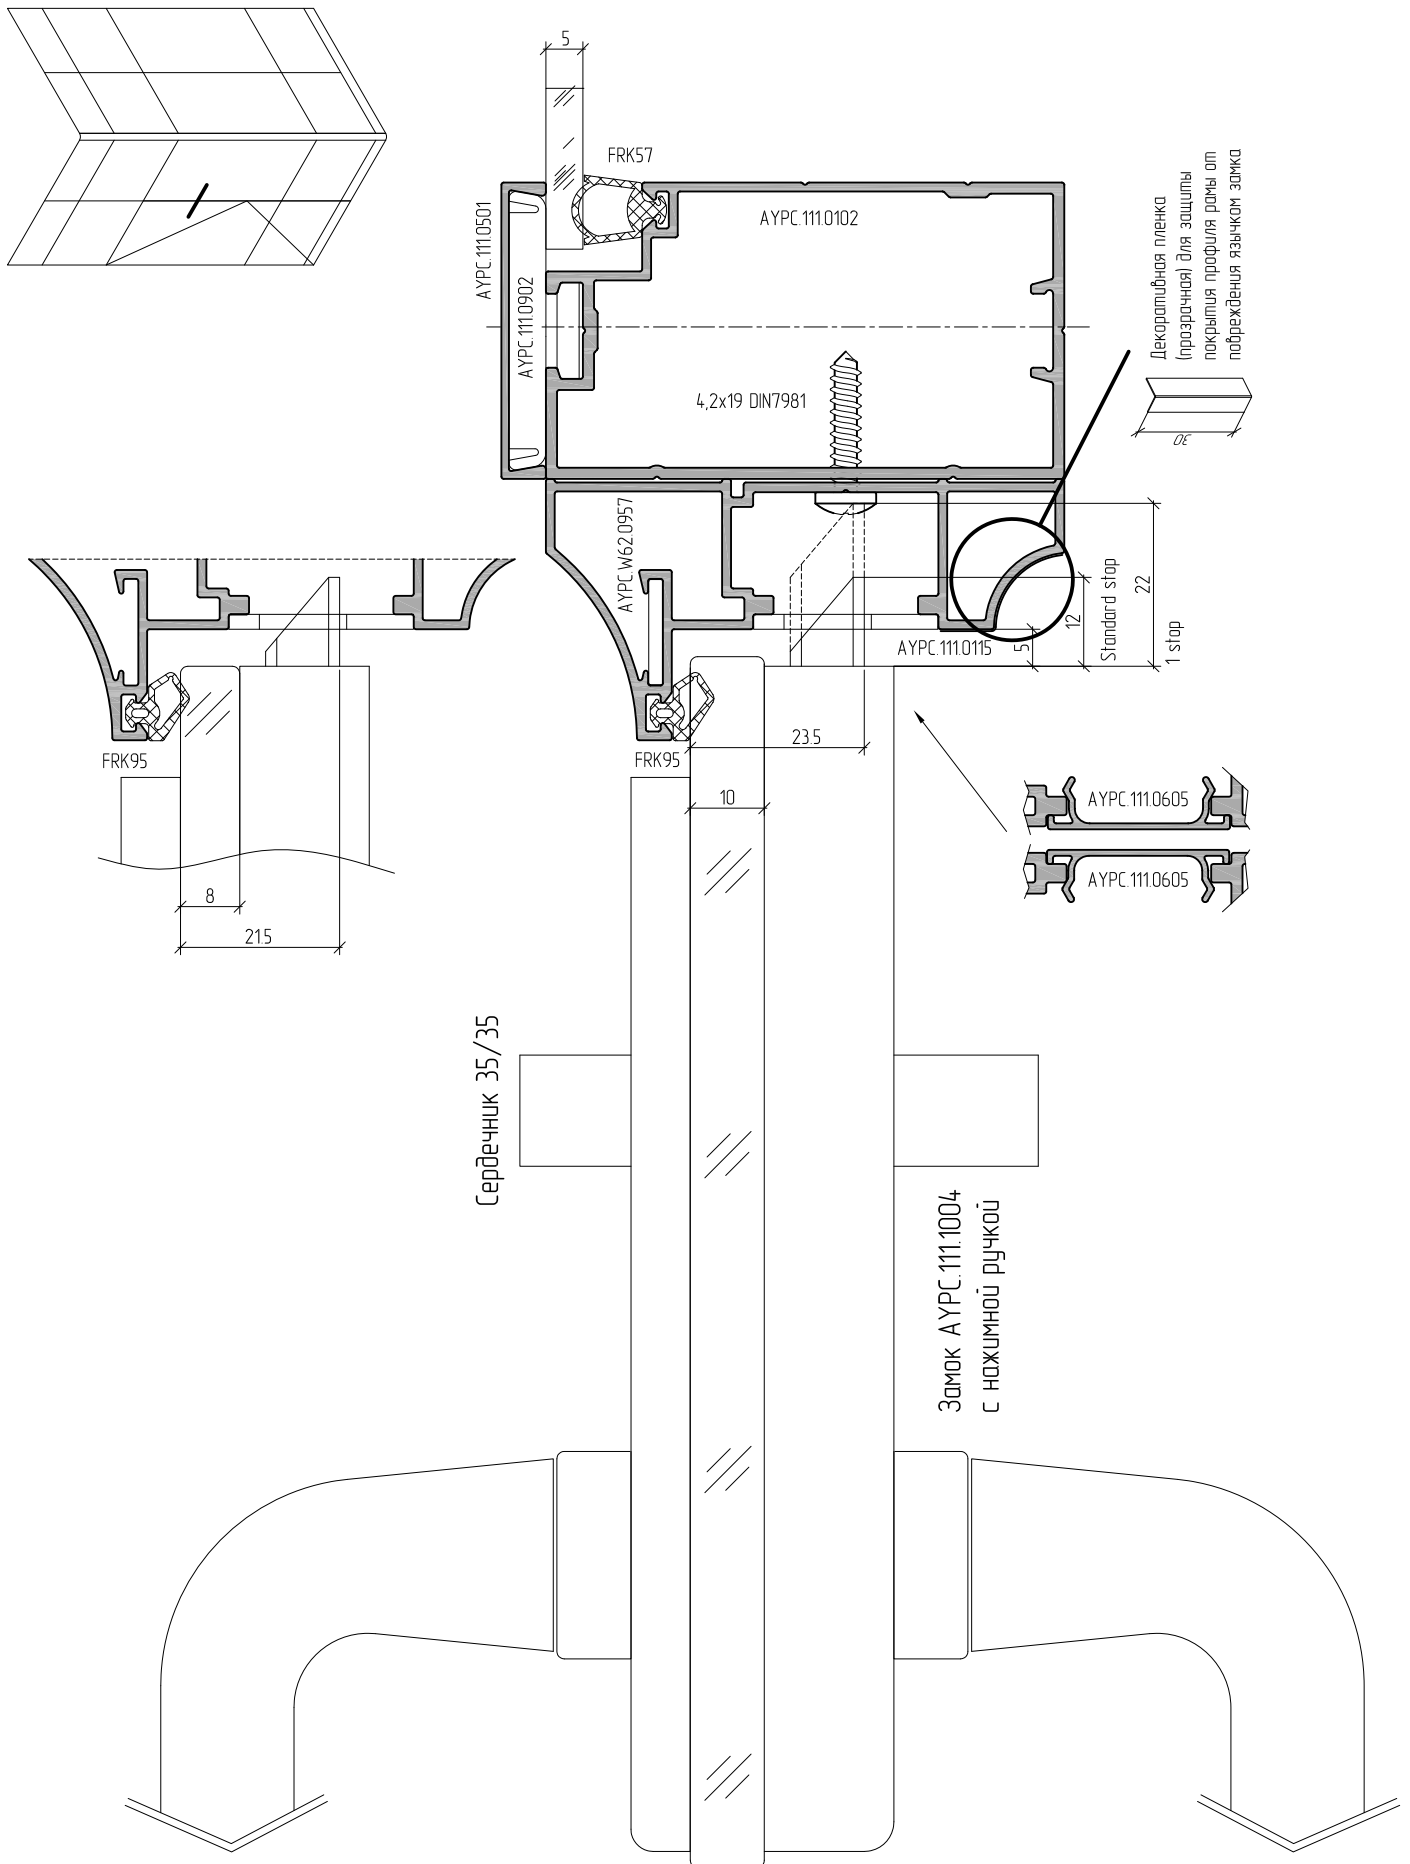 5
FRK57
AYPC.111.0501
AYPC.111.0902
AYPC.111.0102
4,2x19 DIN7981
Декоративная пленка
(прозрачная) для защиты
покрытия профиля рамы от
повреждения язычком замка
30
AYPC.W62.0957
AYPC.111.0115
5
12
Standard stop
22
1 stop
FRK95
FRK95
23.5
10
8
21.5
AYPC.111.0605
AYPC.111.0605
Сердечник 35/35
Замок AYPC.111.1004
с нажимной ручкой